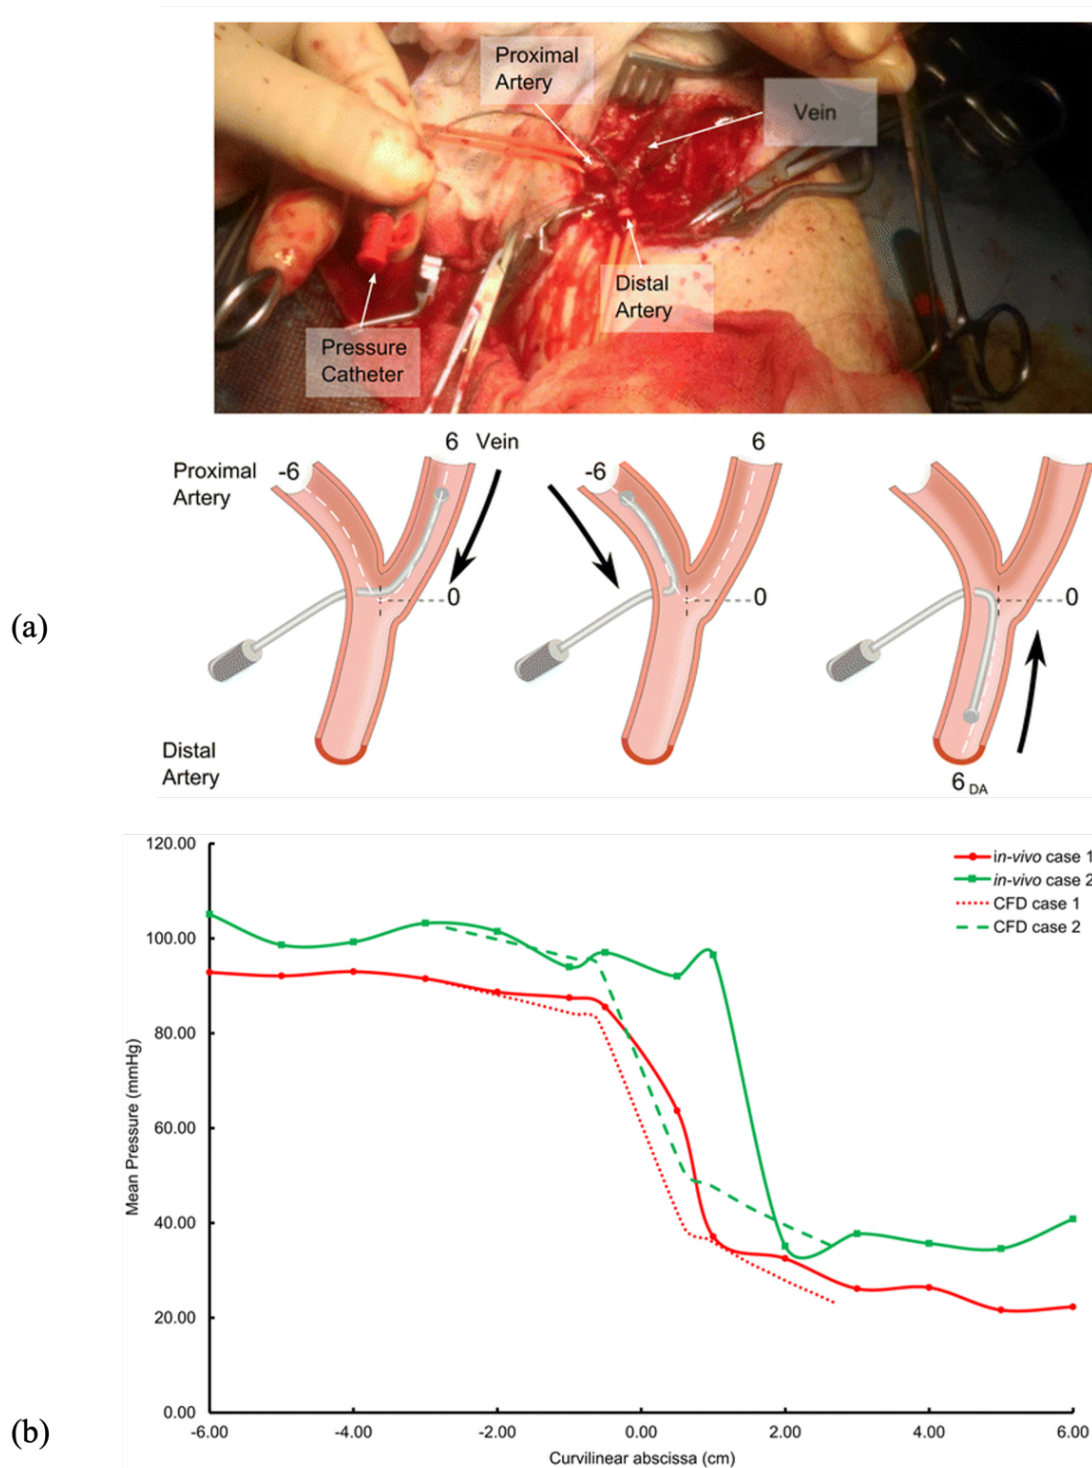 Proximal
Artery
Vein
Distal
Artery
Pressure
Catheter
6 Vein
6
Proximal
Artery
-6
-6
(a)
0
0
0
Distal
Artery
6 DA
120.00
100.00
80.00
60.00
40.00
20.00
0.00
Mean Pressure (mmHg)
in-vivo case 1
in-vivo case 2
CFD case 1
CFD case 2
(b)
-6.00 -4.00 -2.00 0.00 2.00 4.00 6.00
Curvilinear abscissa (cm)